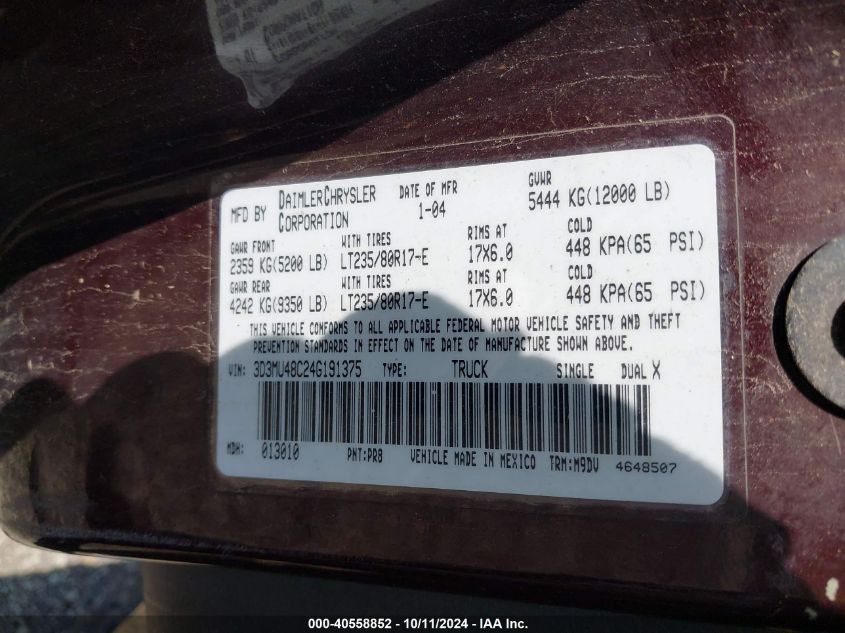 MFD BY DAIMLERCHRYSLER CORPORATION DATE OF MFR 1-04 GVWR 5444 KG(12000 LB)
GAWR FRONT WITH TIRES RIMS AT COLD
2359 KG(5200 LB) LT235/80R17-E 17X6.0 448 KPA(65 PSI)
GAWR REAR WITH TIRES RIMS AT COLD
4242 KG(9350 LB) LT235/80R17-E 17X6.0 448 KPA(65 PSI)
THIS VEHICLE CONFORMS TO ALL APPLICABLE FEDERAL MOTOR VEHICLE SAFETY AND THEFT
PREVENTION STANDARDS IN EFFECT ON THE DATE OF MANUFACTURE SHOWN ABOVE.
VIN: 3D3MU48C24G191375 TYPE: TRUCK SINGLE DUAL X
MDH: 013010 PNT:PRB VEHICLE MADE IN MEXICO TRM:M9DV 4648507
000-40558852 - 10/11/2024 - IAA Inc.